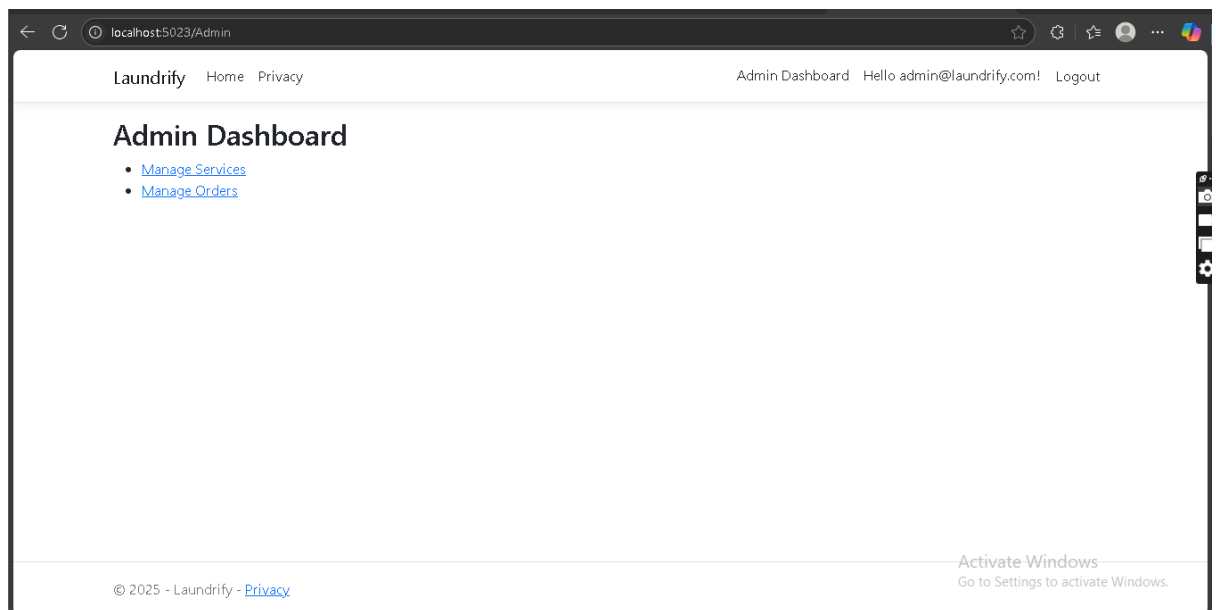 localhost:5023/Admin
Laundrify Home Privacy Admin Dashboard Hello admin@laundrify.com! Logout
Admin Dashboard
Manage Services
Manage Orders
Activate Windows
Go to Settings to activate Windows.
© 2025 - Laundrify - Privacy